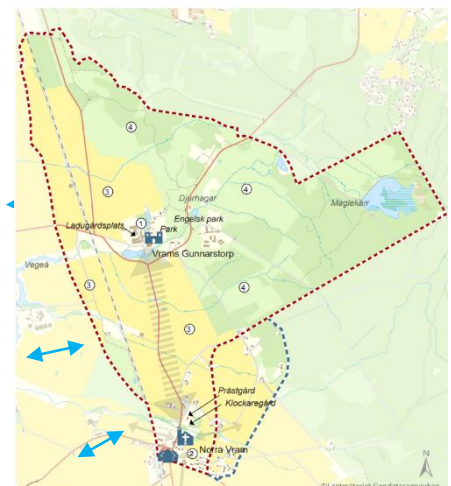 ④
④
③
Djurhagar
④
Maglekärr
①
Engelsk park
Ladugårdsplats
Park
Vrams Gunnarstorp
Vegeå
③
④
③
Prästgård
Klockaregård
② Norra Vram
N